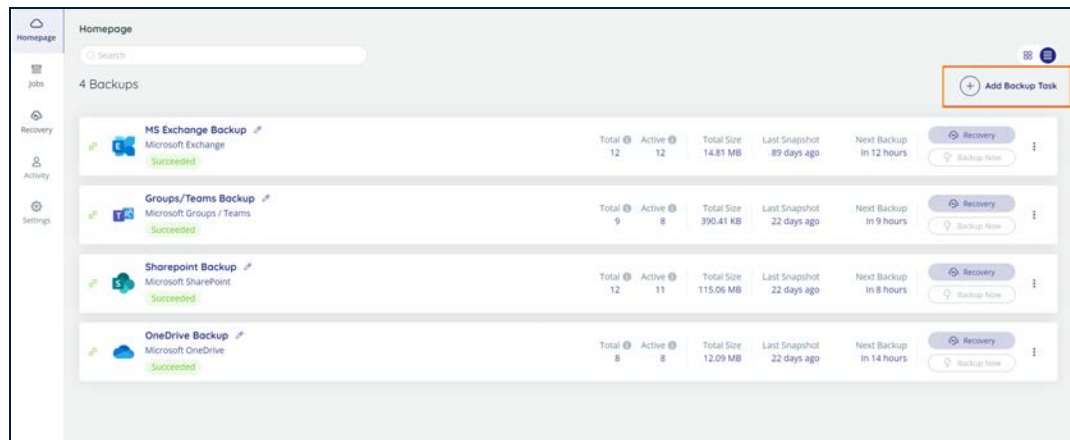 Homepage
Jobs
Recovery
Activity
Settings
Homepage
Search
4 Backups
Add Backup Task
MS Exchange Backup
Microsoft Exchange
Succeeded
Total Active Total Size Last Snapshot Next Backup
12 12 14.81 MB 89 days ago In 12 hours
Recovery
Backup Now
Groups/Teams Backup
Microsoft Groups / Teams
Succeeded
Total Active Total Size Last Snapshot Next Backup
9 8 390.41 KB 22 days ago In 9 hours
Recovery
Backup Now
Sharepoint Backup
Microsoft SharePoint
Succeeded
Total Active Total Size Last Snapshot Next Backup
12 11 115.06 MB 22 days ago In 8 hours
Recovery
Backup Now
OneDrive Backup
Microsoft OneDrive
Succeeded
Total Active Total Size Last Snapshot Next Backup
8 8 12.09 MB 22 days ago In 14 hours
Recovery
Backup Now